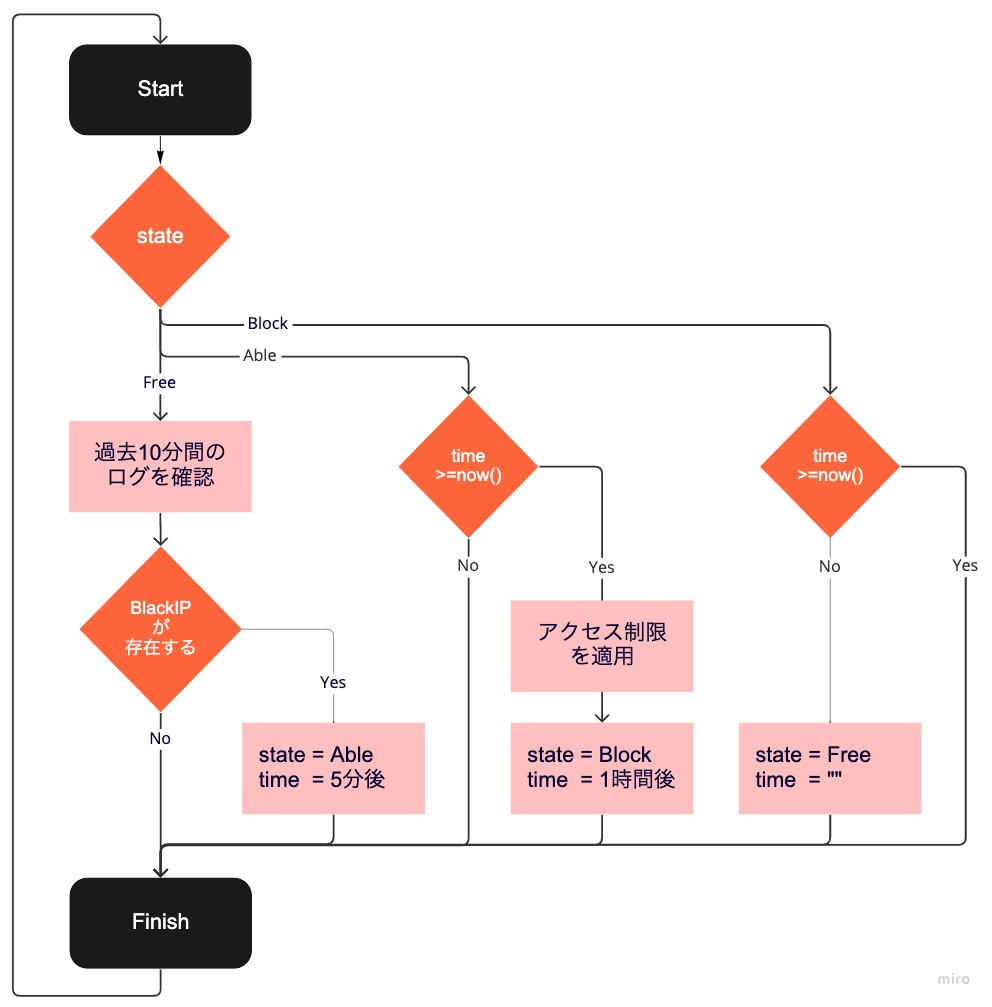 Start
state
Block
Able
Free
過去10分間の
ログを確認
time
>=now()
time
>=now()
No
Yes
No
Yes
BlackIP
が
存在する
アクセス制限
を適用
Yes
No
state = Able
time = 5分後
state = Block
time = 1時間後
state = Free
time = ""
Finish
miro